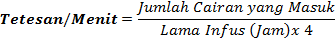 Tetesan/Menit = Jumlah Cairan yang Masuk
Lama Infus (Jam)x 4